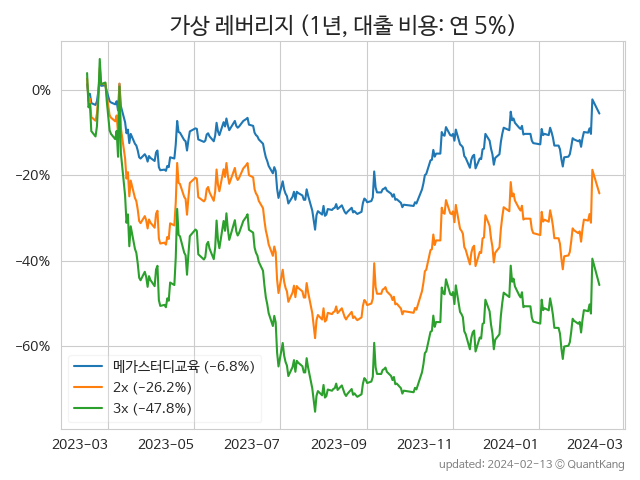 가상 레버리지 (1년, 대출 비용: 연 5%)
0%
−20%
−40%
−60%
메가스터디교육 (-6.8%)
2x (-26.2%)
3x (-47.8%)
2023-03 2023-05 2023-07 2023-09 2023-11 2024-01 2024-03
updated: 2024-02-13 © QuantKang